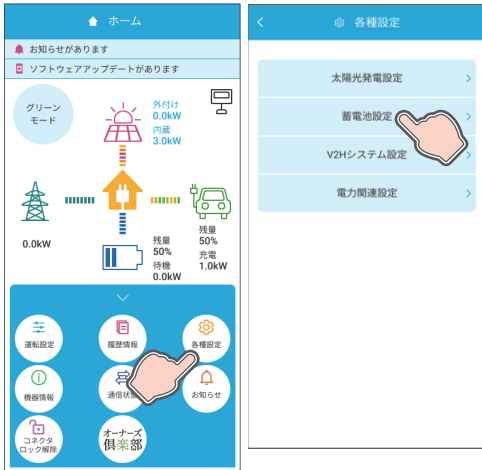 ホーム
お知らせがあります
ソフトウェアアップデートがあります
グリーン
モード
外付け
0.0kW
内蔵
3.0kW
0.0kW
残量
50%
待機
0.0kW
残量
50%
充電
1.0kW
運転設定
履歴情報
各種設定
機器情報
通信状態
お知らせ
コネクタ
ロック解除
オーナーズ
倶楽部
各種設定
太陽光発電設定
蓄電池設定
V2Hシステム設定
電力関連設定